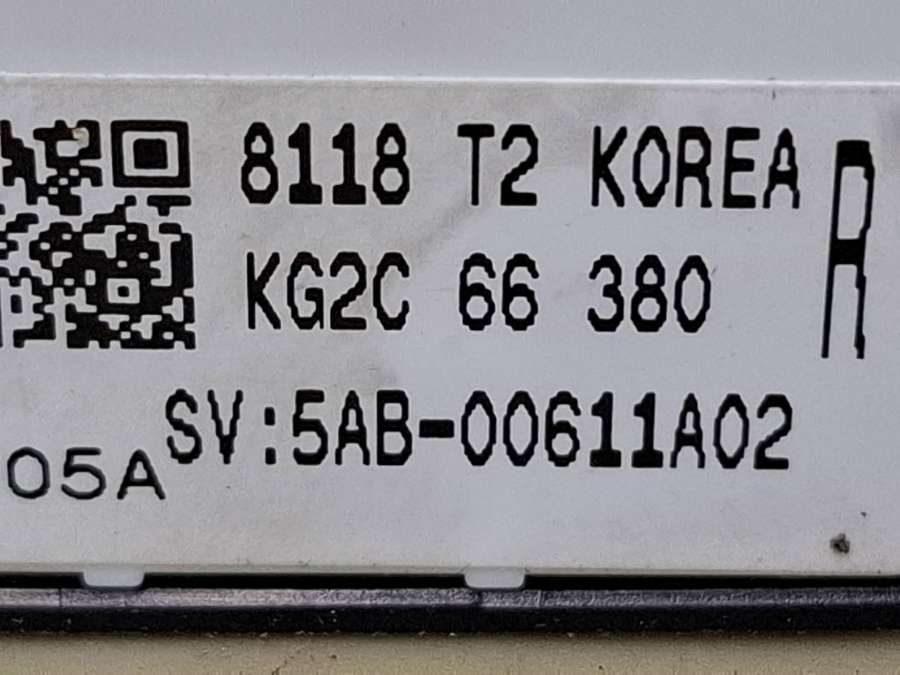 8118 T2 KOREA
A
KG2C 66 380
SV:5AB-00611A02
05A